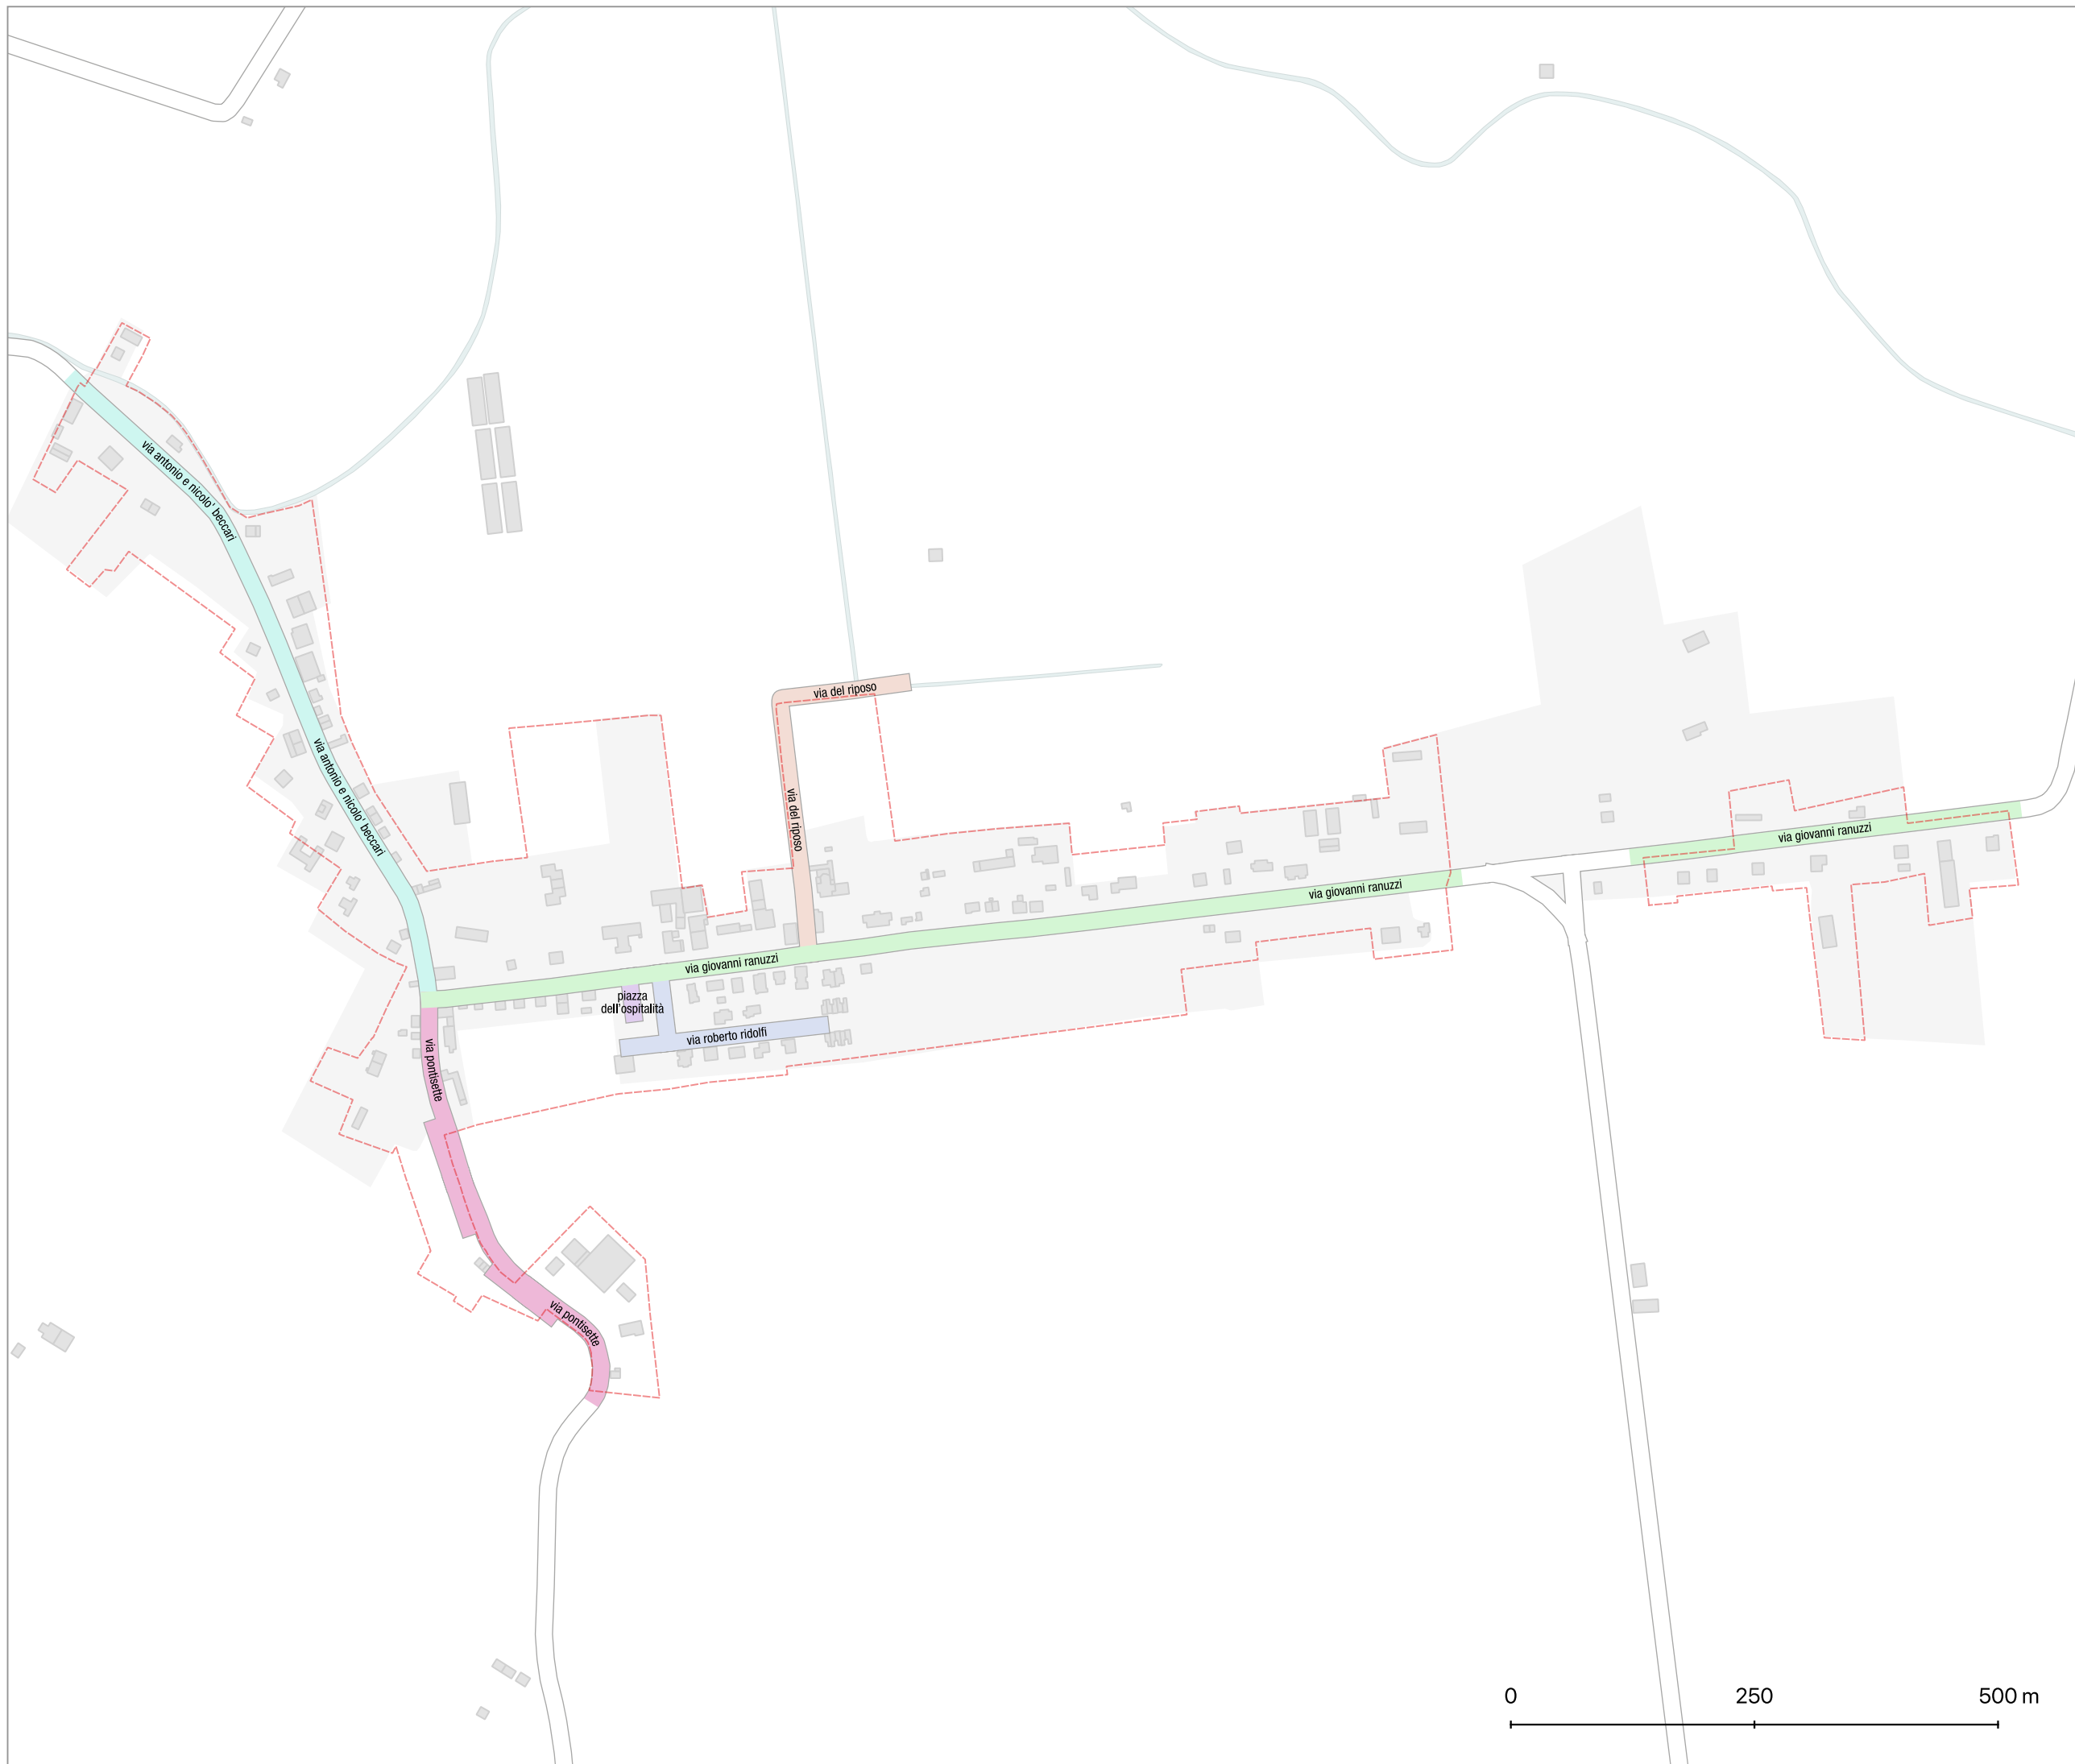 via antonio e nicolo' beccari
via del riposo
via antonio e nicolo' beccari
via del riposo
via giovanni ranuzzi
via giovanni ranuzzi
via giovanni ranuzzi
piazza
dell'ospitalità
via roberto ridolfi
via pontisette
via pontisette
0 250 500 m